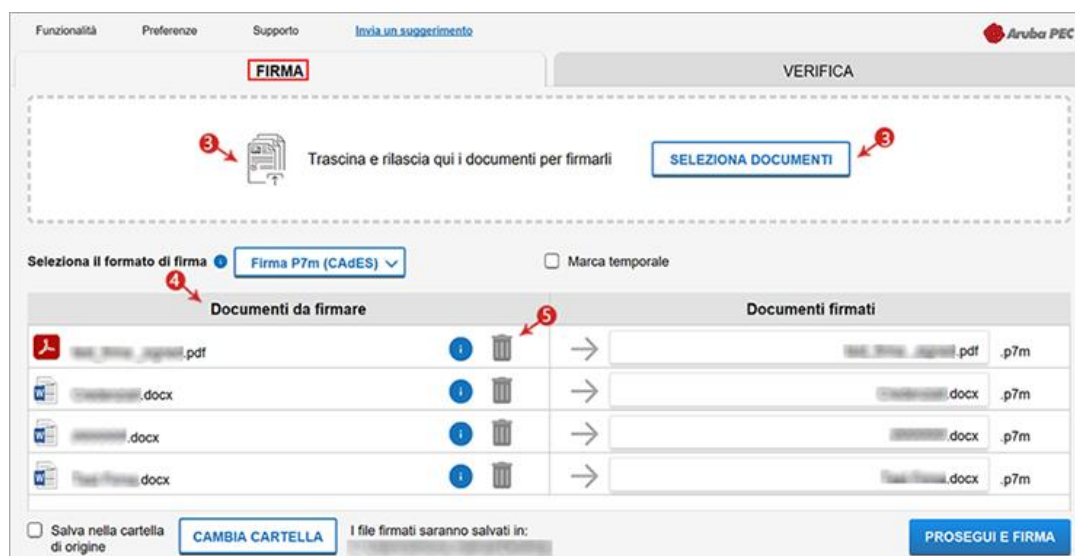 Funzionalità Preferenze Supporto Invia un suggerimento Aruba PEC
FIRMA VERIFICA
3 Trascina e rilascia qui i documenti per firmarli SELEZIONA DOCUMENTI 3
Seleziona il formato di firma i Firma P7m (CAdES) Marca temporale
4 Documenti da firmare 5 Documenti firmati
.pdf i .pdf .p7m
.docx i .docx .p7m
.docx i .docx .p7m
.docx i .docx .p7m
Salva nella cartella
di origine
CAMBIA CARTELLA
I file firmati saranno salvati in:
PROSEGUI E FIRMA